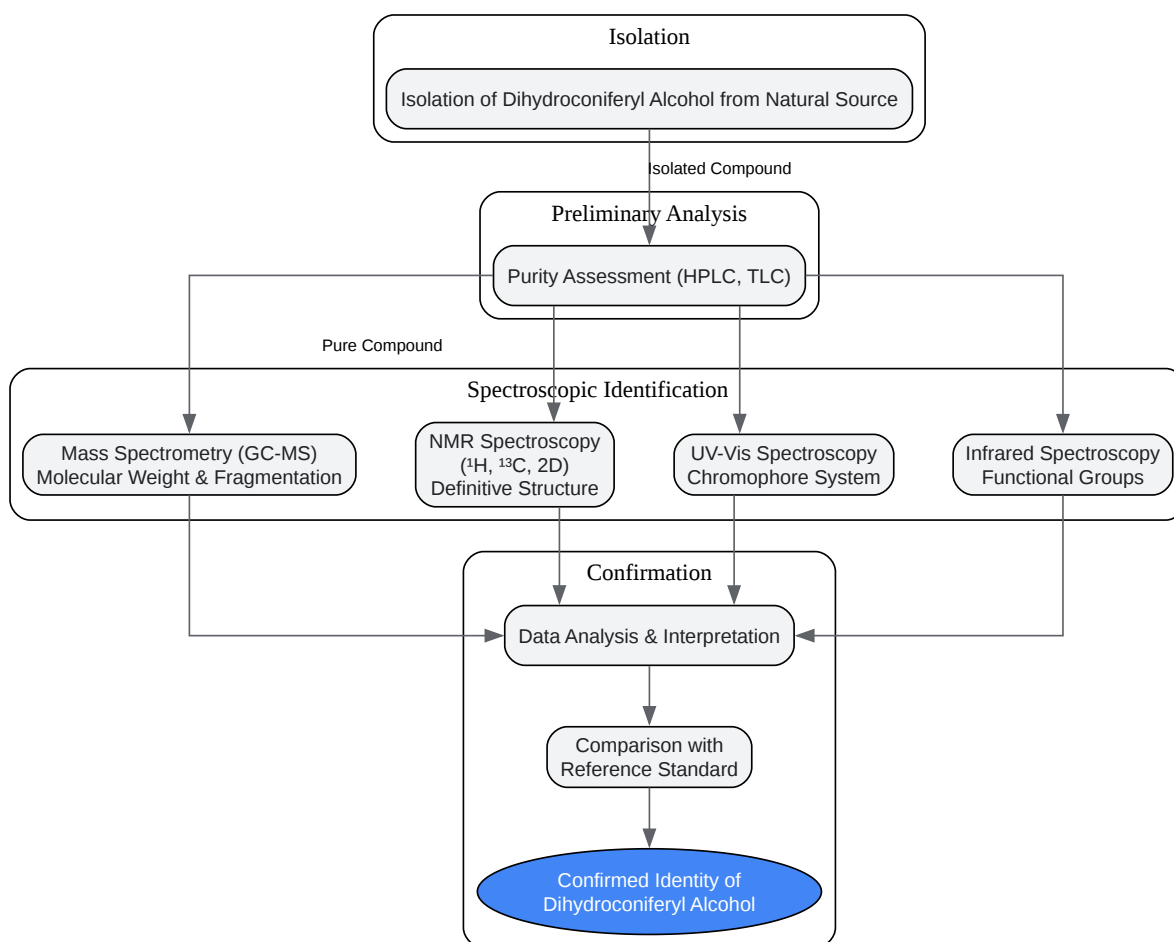 Isolation
Isolation of Dihydroconiferyl Alcohol from Natural Source
Isolated Compound
Preliminary Analysis
Purity Assessment (HPLC, TLC)
Pure Compound
Spectroscopic Identification
Mass Spectrometry (GC-MS)
Molecular Weight & Fragmentation
NMR Spectroscopy
(¹H, ¹³C, 2D)
Definitive Structure
UV-Vis Spectroscopy
Chromophore System
Infrared Spectroscopy
Functional Groups
Confirmation
Data Analysis & Interpretation
Comparison with
Reference Standard
Confirmed Identity of
Dihydroconiferyl Alcohol